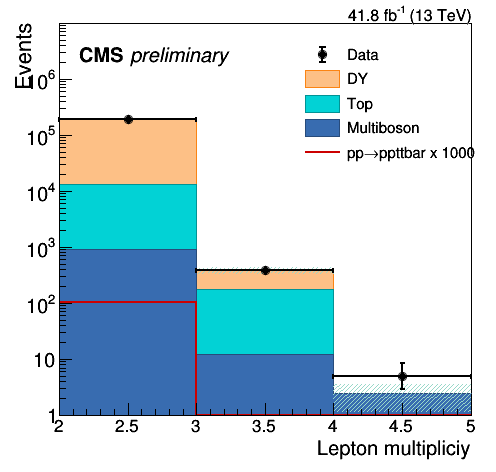 41.8 fb⁻¹ (13 TeV)
Events
CMS preliminary
Data
DY
Top
Multiboson
pp→ppttbar x 1000
10⁶
10⁵
10⁴
10³
10²
10
1
2 2.5 3 3.5 4 4.5 5
Lepton multipliciy